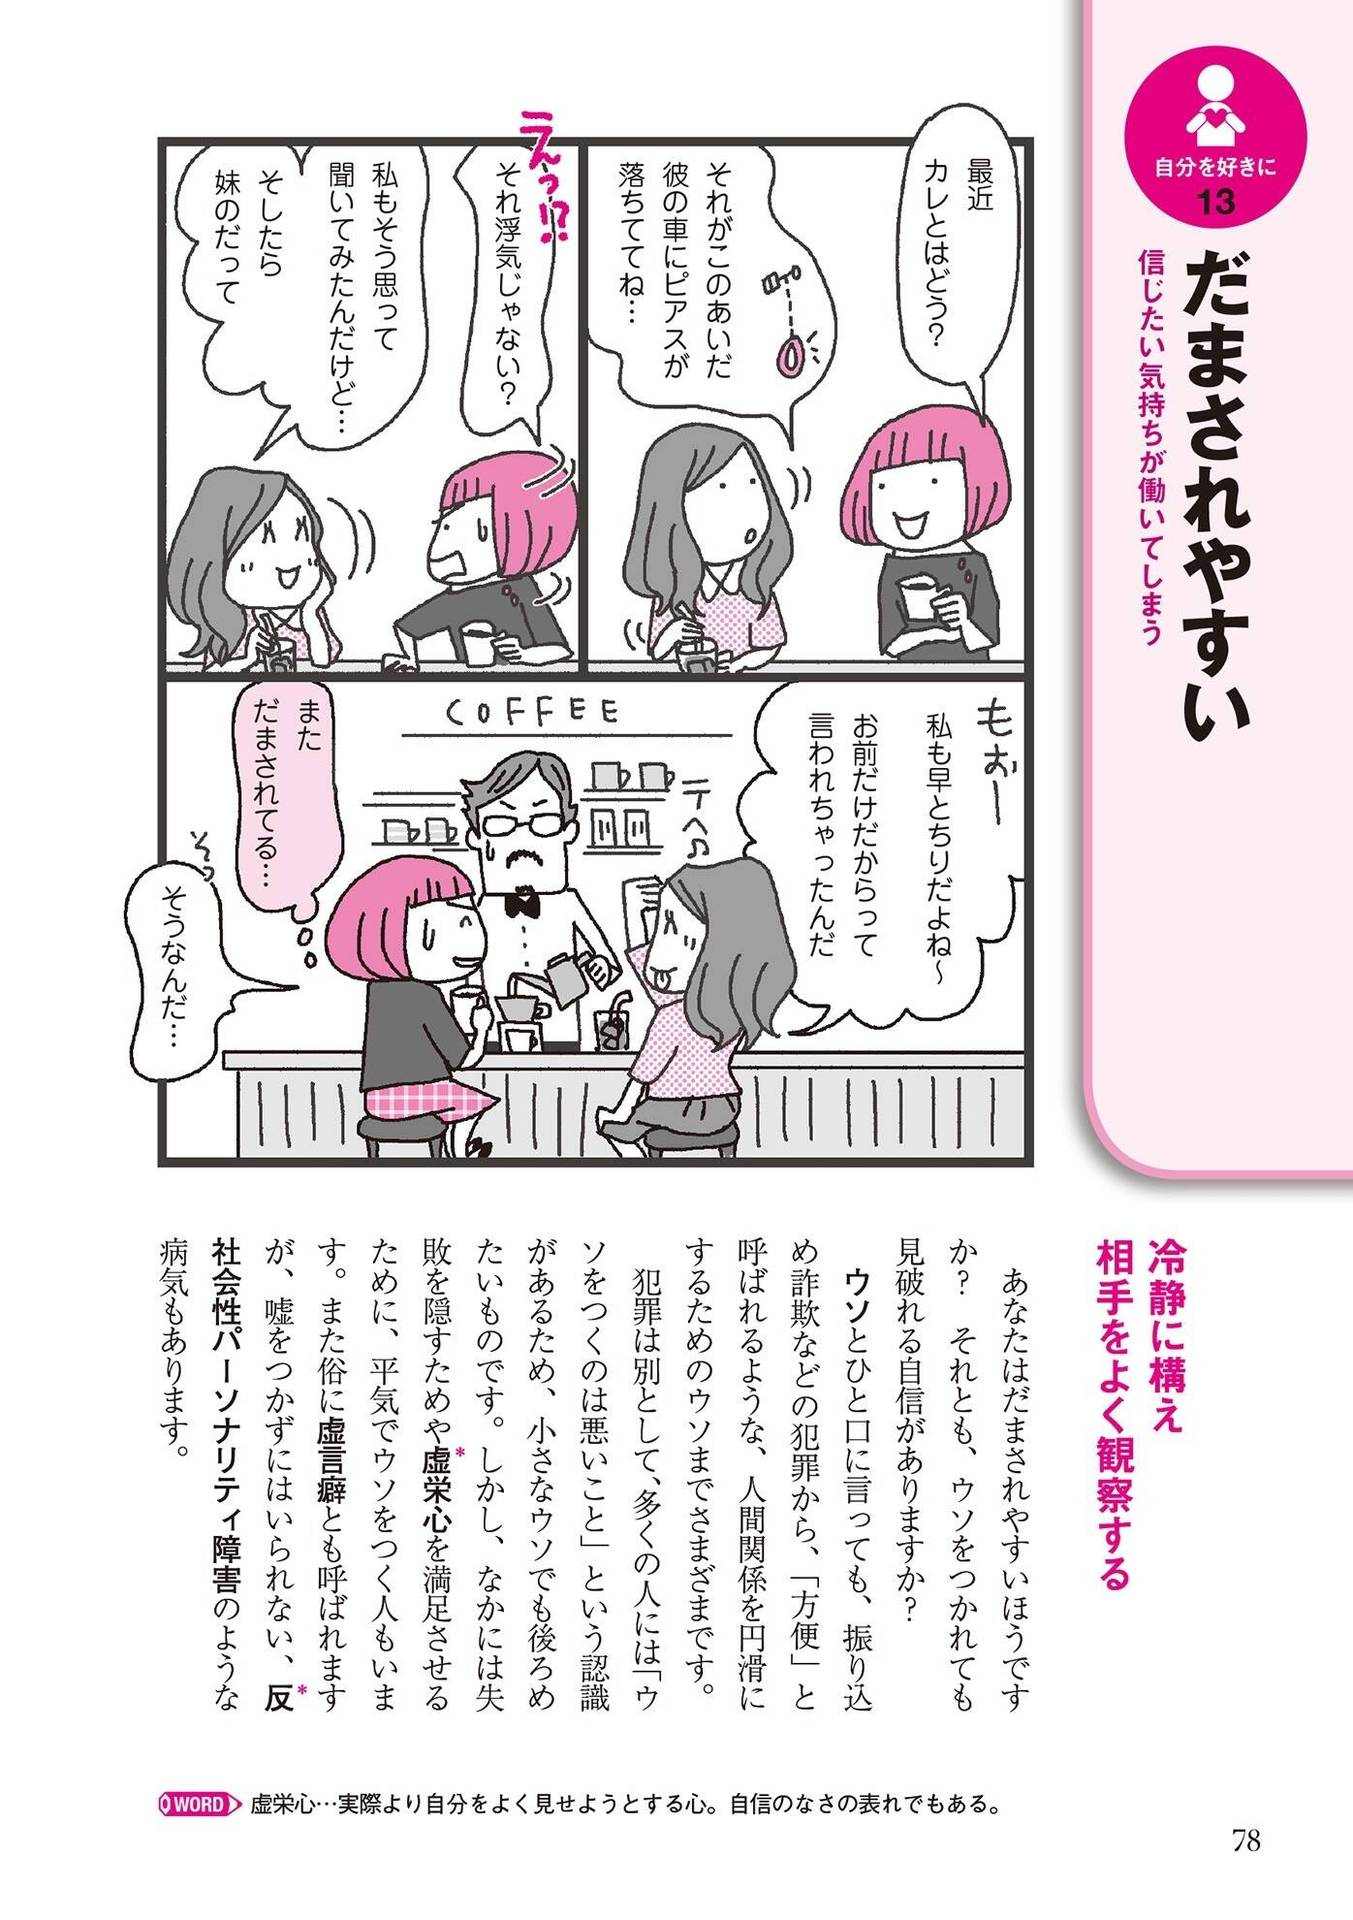 自分を好きに
13
だまされやすい
信じたい気持ちが働いてしまう
最近
カレとはどう?
それがこのあいだ
彼の車にピアスが
落ちててね…
えっ!?
それ浮気じゃない?
私もそう思って
聞いてみたんだけど…
そしたら
妹のだって
もぉー
私も早とちりだよね～
お前だけだからって
言われちゃったんだ
テヘ♫
COFFEE
また
だまされてる…
そっ
そうなんだ…
冷静に構え
相手をよく観察する
あなたはだまされやすいほうです
か? それとも、ウソをつかれても
見破れる自信がありますか?
ウソとひと口に言っても、振り込
め詐欺などの犯罪から、「方便」と
呼ばれるような、人間関係を円滑に
するためのウソまでさまざまです。
犯罪は別として、多くの人には「ウ
ソをつくのは悪いこと」という認識
があるため、小さなウソでも後ろめ
たいものです。しかし、なかには失
敗を隠すためや虚栄心*を満足させる
ために、平気でウソをつく人もいま
す。また俗に虚言癖とも呼ばれます
が、嘘をつかずにはいられない、反*
社会性パーソナリティ障害のような
病気もあります。
WORD 虚栄心…実際より自分をよく見せようとする心。自信のなさの表れでもある。
78